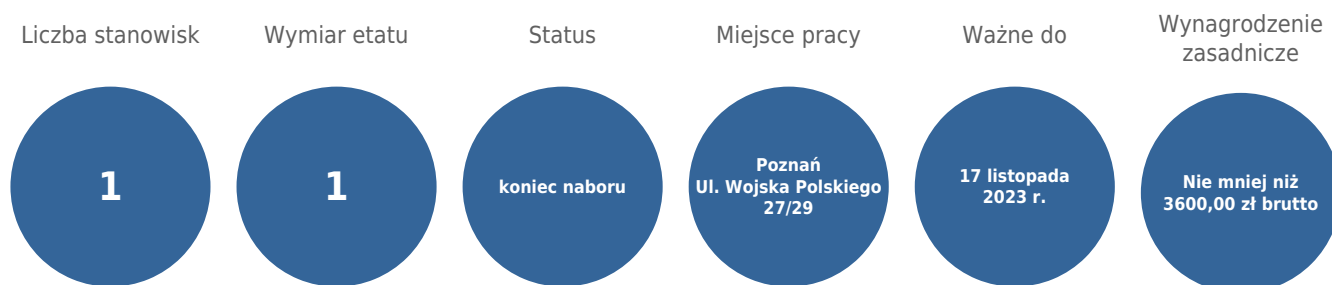 Liczba stanowisk
1
Wymiar etatu
1
Status
koniec naboru
Miejsce pracy
Poznań
Ul. Wojska Polskiego
27/29
Ważne do
17 listopada
2023 r.
Wynagrodzenie
zasadnicze
Nie mniej niż
3600,00 zł brutto